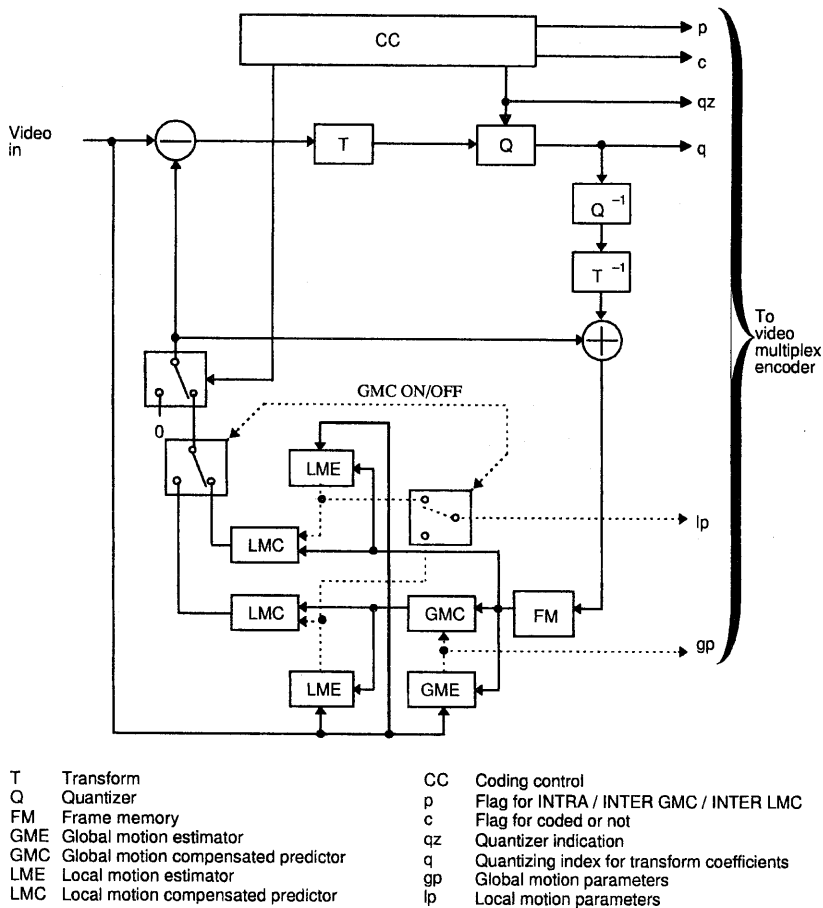 CC
p
c
qz
Video
in
T
Q
q
Q −1
T −1
To
video
multiplex
encoder
GMC ON/OFF
0
LME
lp
LMC
LMC
GMC
FM
gp
LME
GME
T Transform
Q Quantizer
FM Frame memory
GME Global motion estimator
GMC Global motion compensated predictor
LME Local motion estimator
LMC Local motion compensated predictor
CC Coding control
p Flag for INTRA / INTER GMC / INTER LMC
c Flag for coded or not
qz Quantizer indication
q Quantizing index for transform coefficients
gp Global motion parameters
lp Local motion parameters